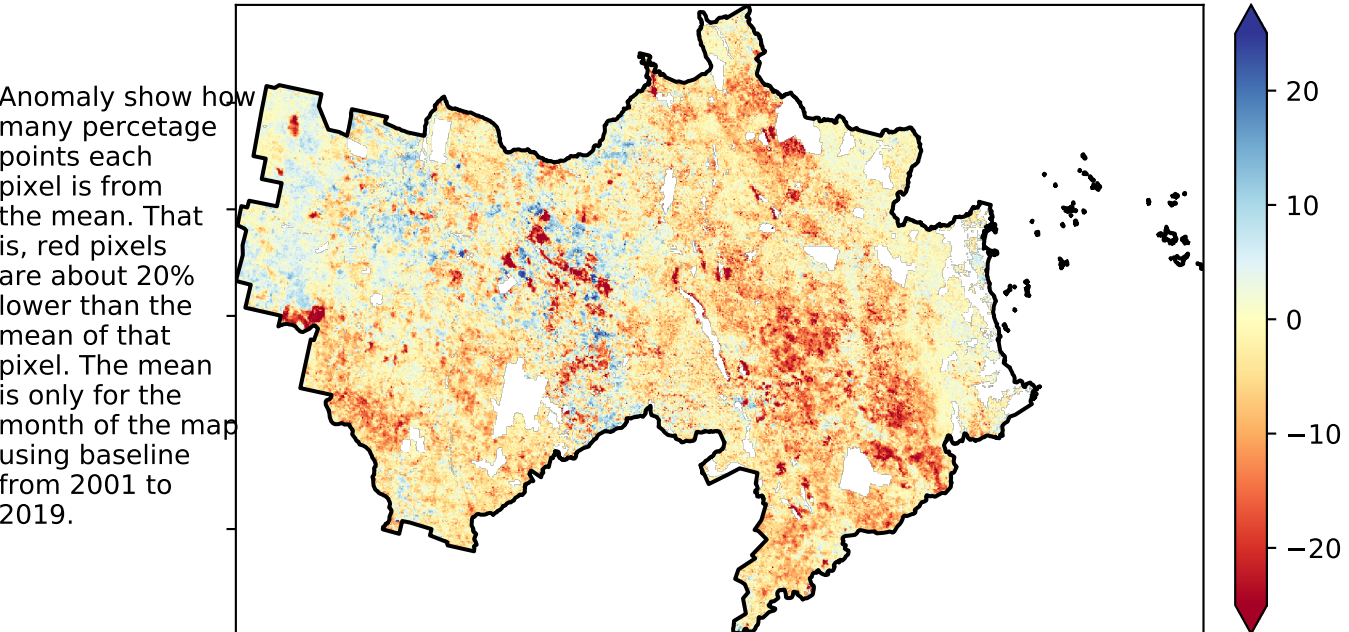 Anomaly show how
many percetage
points each
pixel is from
the mean. That
is, red pixels
are about 20%
lower than the
mean of that
pixel. The mean
is only for the
month of the map
using baseline
from 2001 to
2019.
20
10
0
−10
−20